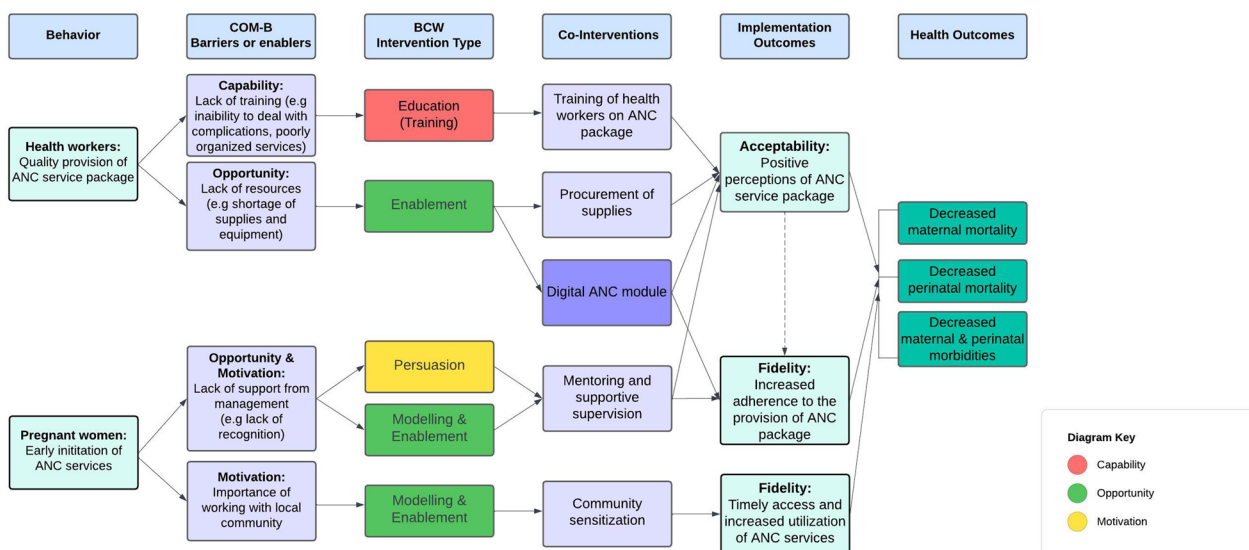 Behavior
COM-B
Barriers or enablers
BCW
Intervention Type
Co-Interventions
Implementation
Outcomes
Health Outcomes
Health workers:
Quality provision of
ANC service package
Capability:
Lack of training (e.g
inability to deal with
complications, poorly
organized services)
Education
(Training)
Training of health
workers on ANC
package
Opportunity:
Lack of resources
(e.g shortage of
supplies and
equipment)
Enablement
Procurement of
supplies
Digital ANC module
Acceptability:
Positive
perceptions of ANC
service package
Decreased
maternal mortality
Decreased
perinatal mortality
Decreased
maternal & perinatal
morbidities
Pregnant women:
Early inititation of
ANC services
Opportunity &
Motivation:
Lack of support from
management
(e.g lack of
recognition)
Persuasion
Modelling &
Enablement
Mentoring and
supportive
supervision
Fidelity:
Increased
adherence to the
provision of ANC
package
Motivation:
Importance of
working with local
community
Modelling &
Enablement
Community
sensitization
Fidelity:
Timely access and
increased utilization
of ANC services
Diagram Key
Capability
Opportunity
Motivation